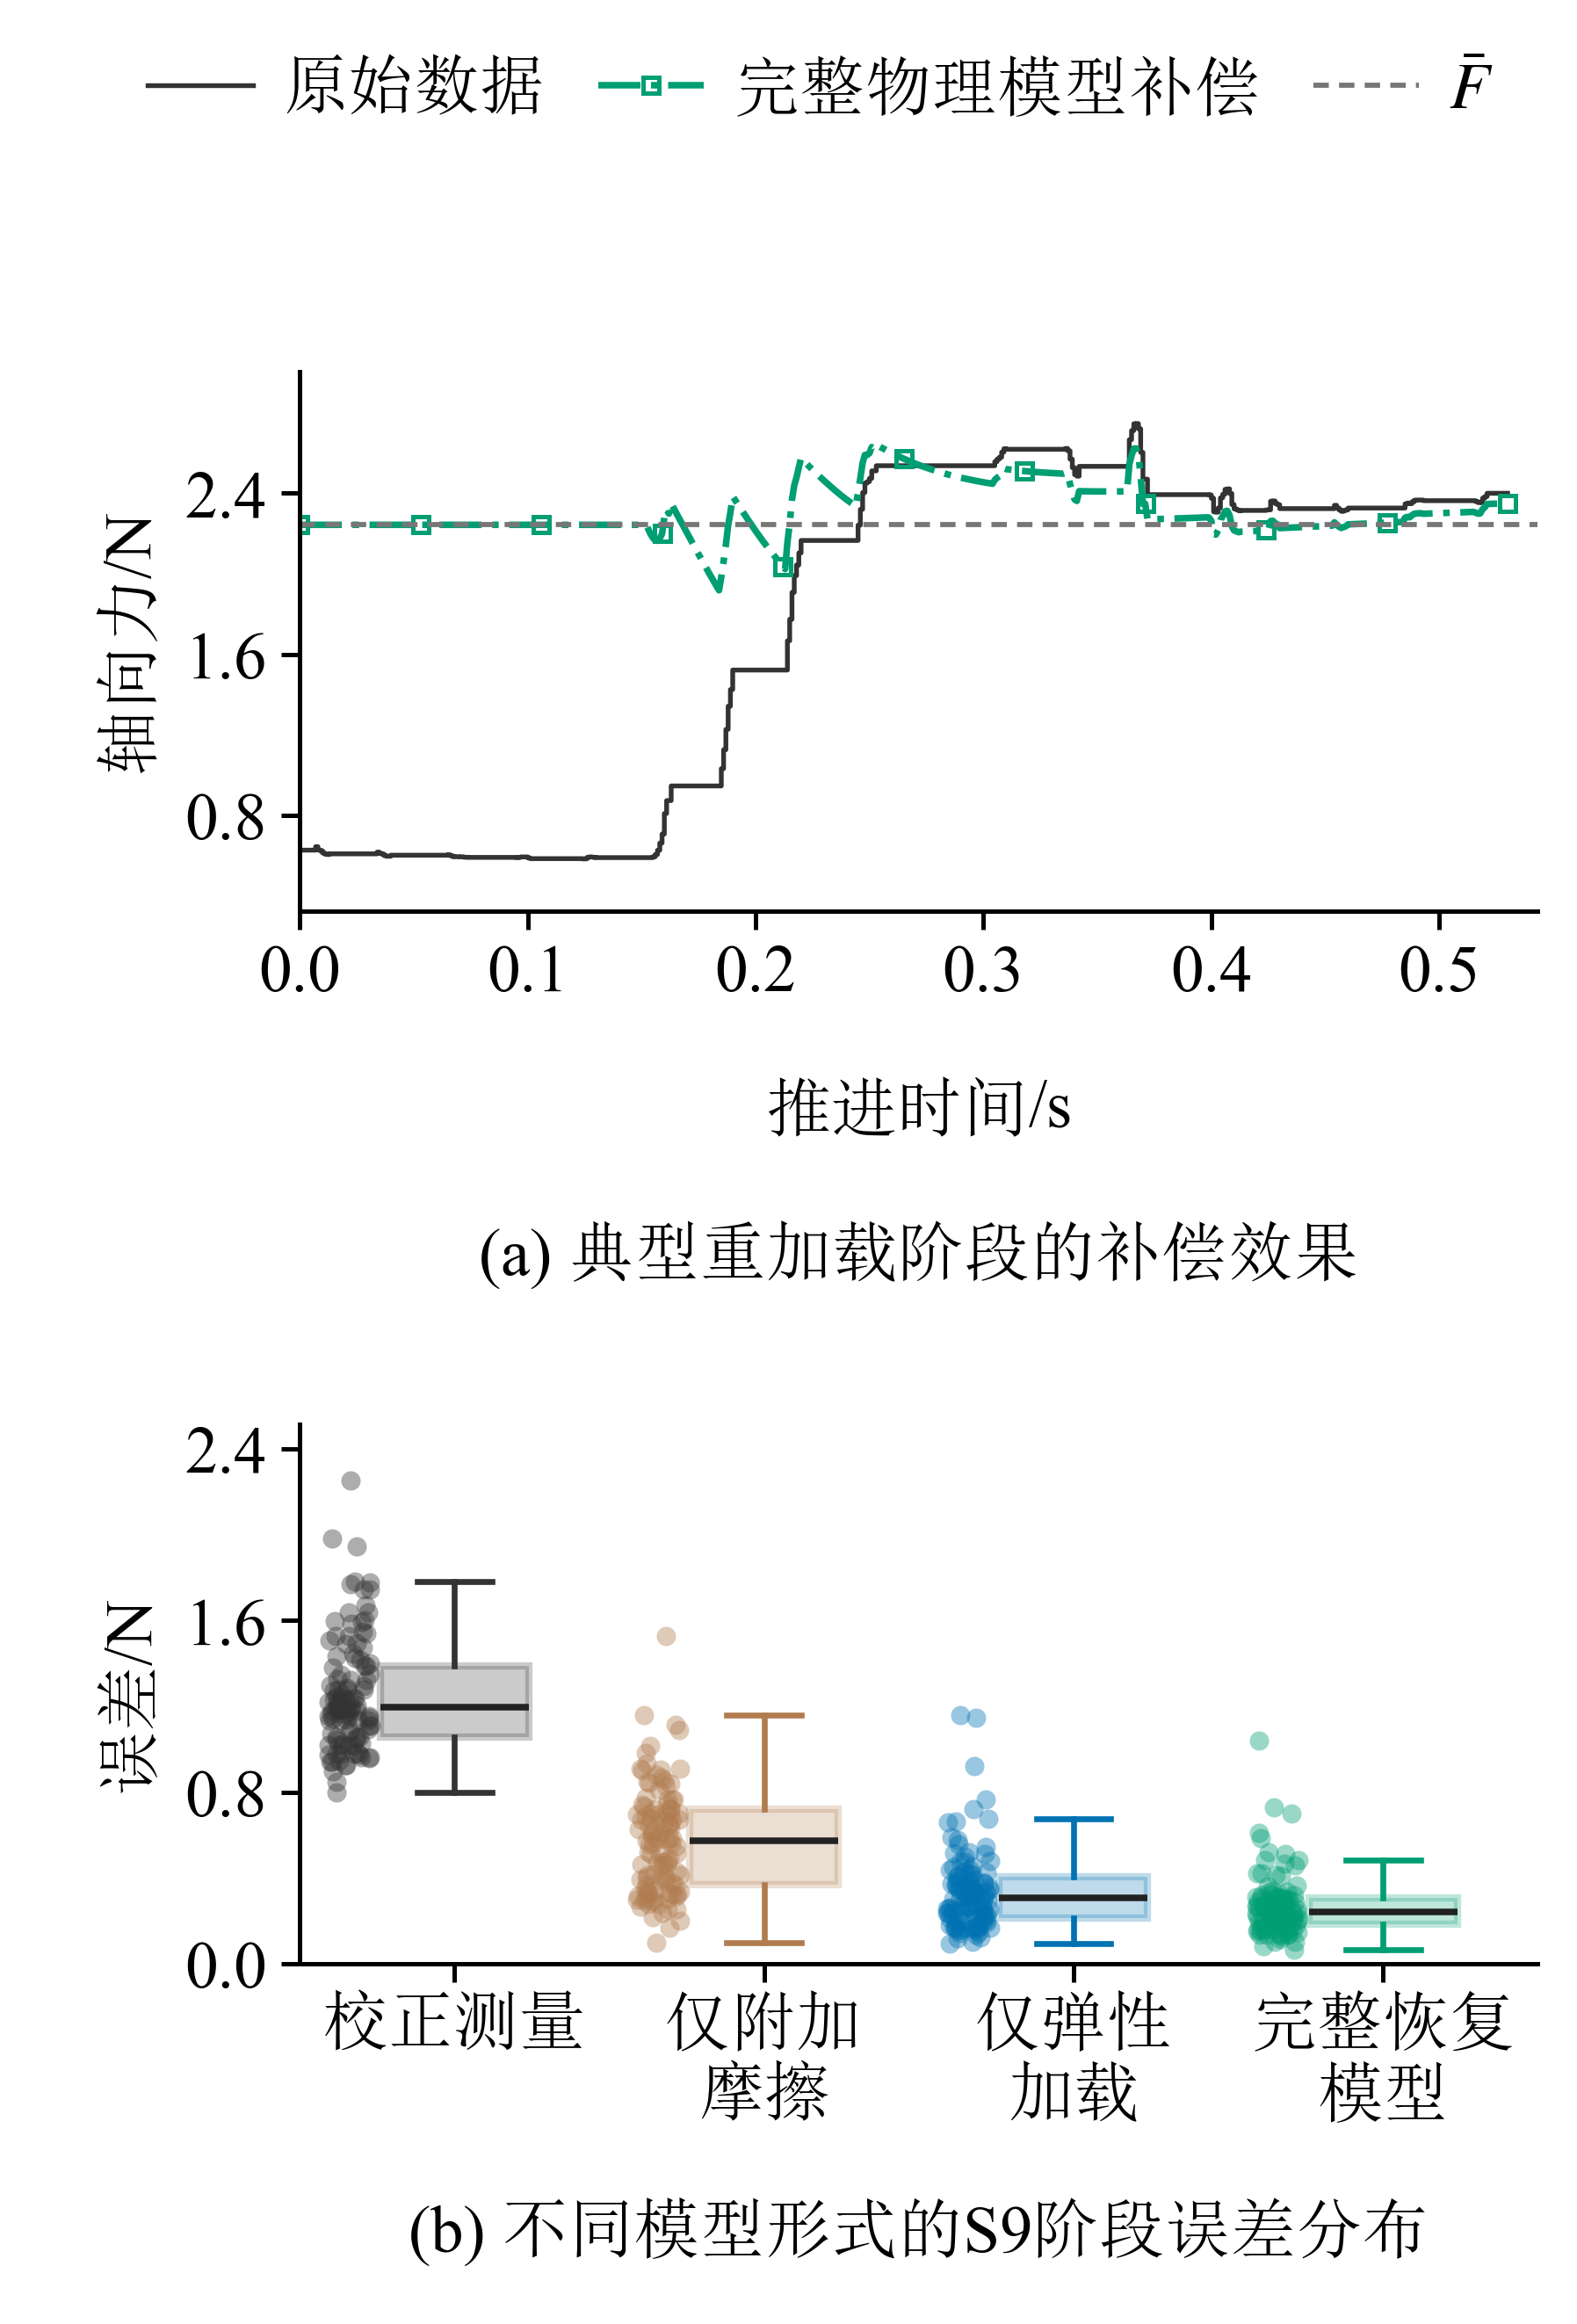 原始数据 完整物理模型补偿 F̄
2.4
1.6
0.8
轴向力/N
0.0 0.1 0.2 0.3 0.4 0.5
推进时间/s
(a) 典型重加载阶段的补偿效果
2.4
1.6
0.8
0.0
误差/N
校正测量 仅附加 仅弹性 完整恢复
摩擦 加载 模型
(b) 不同模型形式的S9阶段误差分布